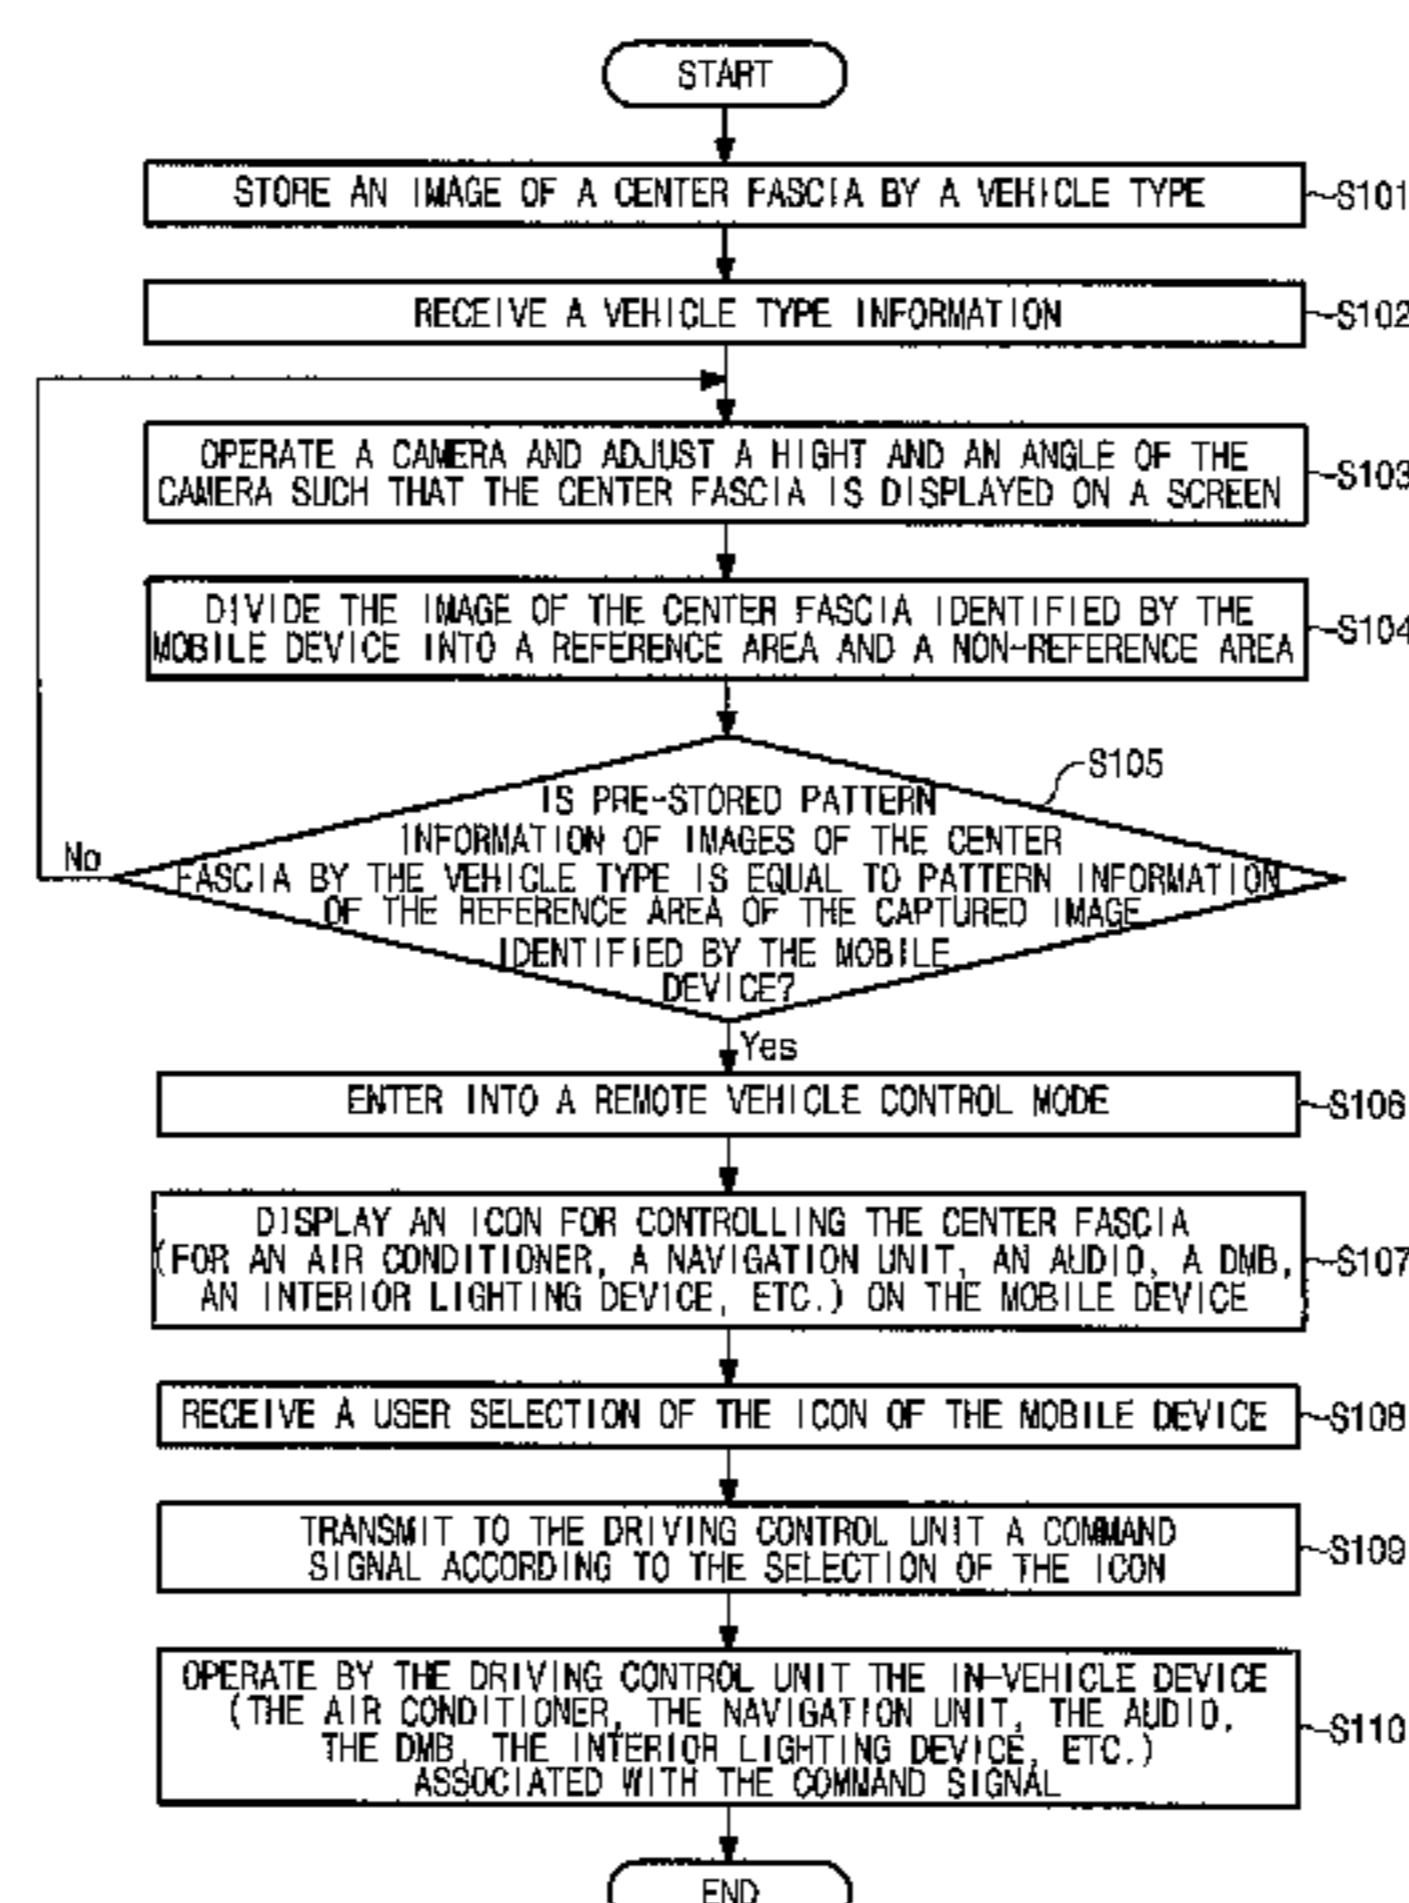 START
STORE AN IMAGE OF A CENTER FASCIA BY A VEHICLE TYPE
S101
RECEIVE A VEHICLE TYPE INFORMATION
S102
OPERATE A CAMERA AND ADJUST A HIGHT AND AN ANGLE OF THE
CAMERA SUCH THAT THE CENTER FASCIA IS DISPLAYED ON A SCREEN
S103
DIVIDE THE IMAGE OF THE CENTER FASCIA IDENTIFIED BY THE
MOBILE DEVICE INTO A REFERENCE AREA AND A NON-REFERENCE AREA
S104
S105
IS PRE-STORED PATTERN
INFORMATION OF IMAGES OF THE CENTER
FASCIA BY THE VEHICLE TYPE IS EQUAL TO PATTERN INFORMATION
OF THE REFERENCE AREA OF THE CAPTURED IMAGE
IDENTIFIED BY THE MOBILE
DEVICE?
No
Yes
ENTER INTO A REMOTE VEHICLE CONTROL MODE
S106
DISPLAY AN ICON FOR CONTROLLING THE CENTER FASCIA
(FOR AN AIR CONDITIONER, A NAVIGATION UNIT, AN AUDIO, A DMB,
AN INTERIOR LIGHTING DEVICE, ETC.) ON THE MOBILE DEVICE
S107
RECEIVE A USER SELECTION OF THE ICON OF THE MOBILE DEVICE
S108
TRANSMIT TO THE DRIVING CONTROL UNIT A COMMAND
SIGNAL ACCORDING TO THE SELECTION OF THE ICON
S109
OPERATE BY THE DRIVING CONTROL UNIT THE IN-VEHICLE DEVICE
(THE AIR CONDITIONER, THE NAVIGATION UNIT, THE AUDIO,
THE DMB, THE INTERIOR LIGHTING DEVICE, ETC.)
ASSOCIATED WITH THE COMMAND SIGNAL
S110
END